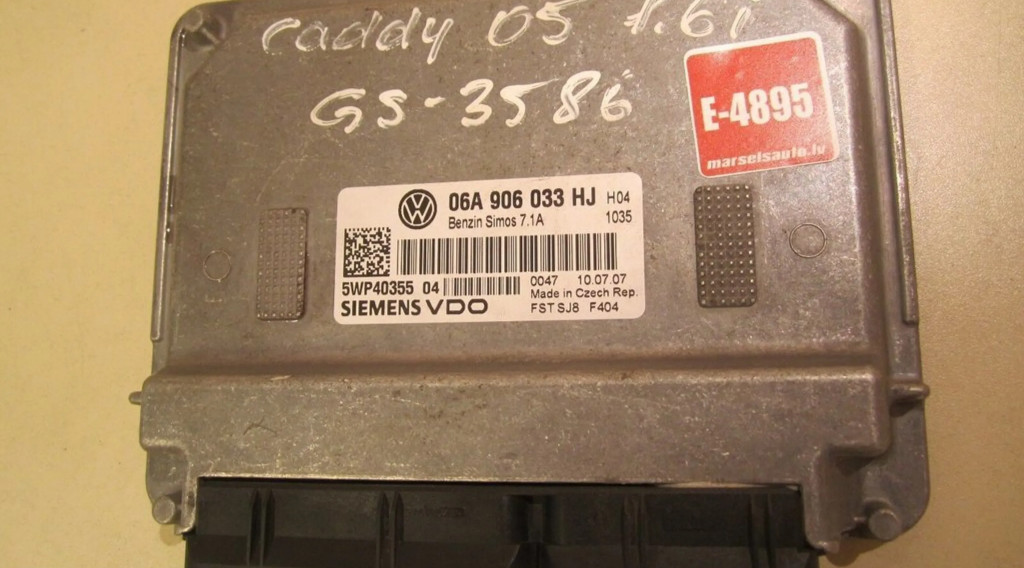 Caddy 05 1.6i
GS-3586
E-4895
marselsauto.lv
06A 906 033 HJ H04
Benzin Simos 7.1A 1035
5WP40355 04 0047 10.07.07
Made in Czech Rep.
SIEMENS VDO FST SJ8 F404